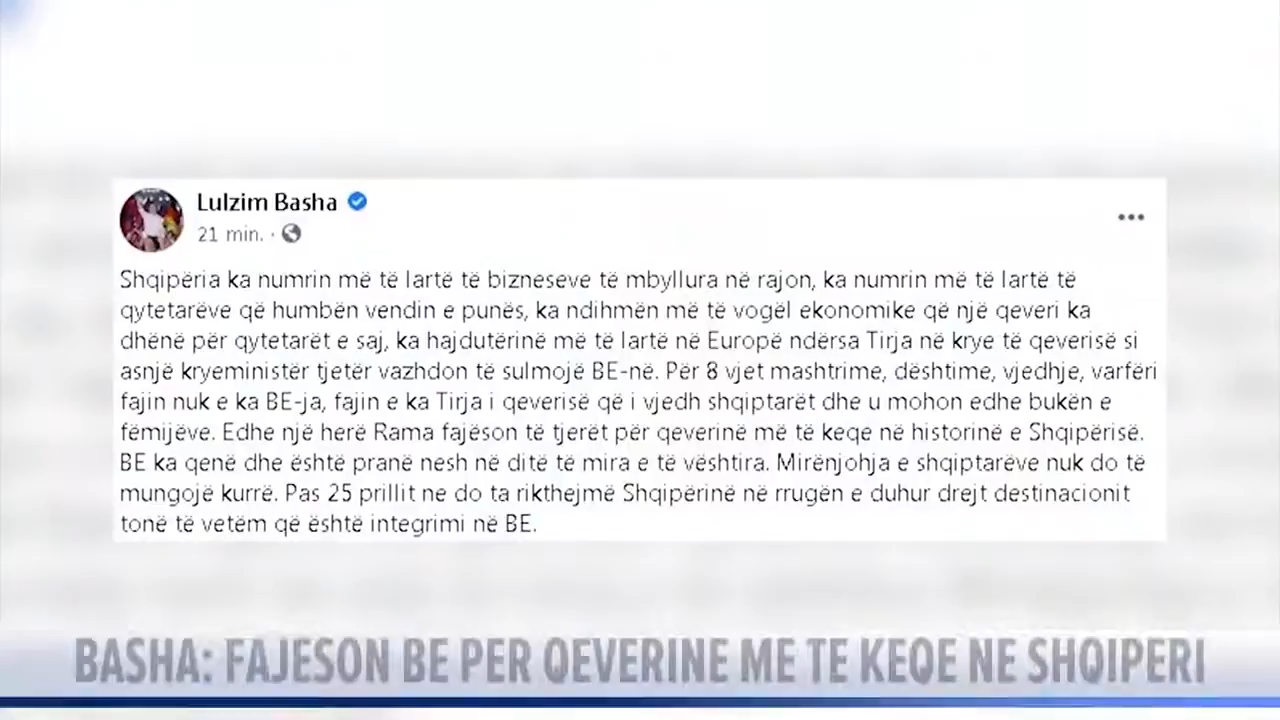 Lulzim Basha
21 min. ·
Shqipëria ka numrin më të lartë të bizneseve të mbyllura në rajon, ka numrin më të lartë të
qytetarëve që humbën vendin e punës, ka ndihmën më të vogël ekonomike që një qeveri ka
dhënë për qytetarët e saj, ka hajdutërinë më të lartë në Europë ndërsa Tirja në krye të qeverisë si
asnjë kryeministër tjetër vazhdon të sulmojë BE-në. Për 8 vjet mashtrime, dështime, vjedhje, varfëri
fajin nuk e ka BE-ja, fajin e ka Tirja i qeverisë që i vjedh shqiptarët dhe u mohon edhe bukën e
fëmijëve. Edhe një herë Rama fajëson të tjerët për qeverinë më të keqe në historinë e Shqipërisë.
BE ka qenë dhe është pranë nesh në ditë të mira e të vështira. Mirënjohja e shqiptarëve nuk do të
mungojë kurrë. Pas 25 prillit ne do ta rikthejmë Shqipërinë në rrugën e duhur drejt destinacionit
tonë të vetëm që është integrimi në BE.
BASHA: FAJESON BE PER QEVERINE ME TE KEQE NE SHQIPERI